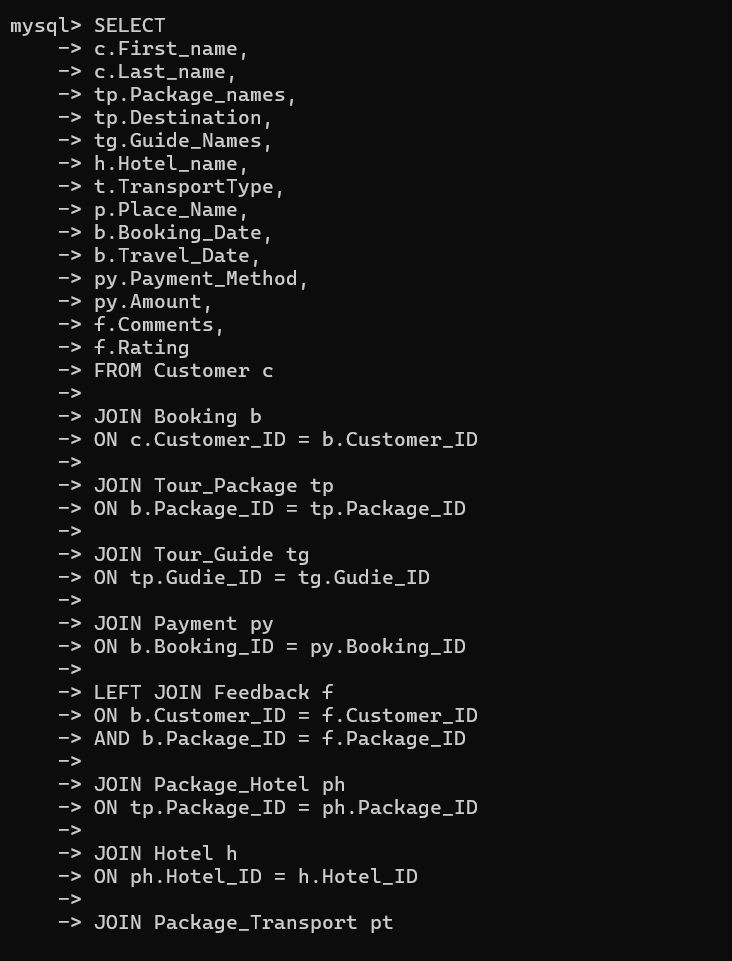 mysql> SELECT
    -> c.First_name,
    -> c.Last_name,
    -> tp.Package_names,
    -> tp.Destination,
    -> tg.Guide_Names,
    -> h.Hotel_name,
    -> t.TransportType,
    -> p.Place_Name,
    -> b.Booking_Date,
    -> b.Travel_Date,
    -> py.Payment_Method,
    -> py.Amount,
    -> f.Comments,
    -> f.Rating
    -> FROM Customer c
    ->
    -> JOIN Booking b
    -> ON c.Customer_ID = b.Customer_ID
    ->
    -> JOIN Tour_Package tp
    -> ON b.Package_ID = tp.Package_ID
    ->
    -> JOIN Tour_Guide tg
    -> ON tp.Gudie_ID = tg.Gudie_ID
    ->
    -> JOIN Payment py
    -> ON b.Booking_ID = py.Booking_ID
    ->
    -> LEFT JOIN Feedback f
    -> ON b.Customer_ID = f.Customer_ID
    -> AND b.Package_ID = f.Package_ID
    ->
    -> JOIN Package_Hotel ph
    -> ON tp.Package_ID = ph.Package_ID
    ->
    -> JOIN Hotel h
    -> ON ph.Hotel_ID = h.Hotel_ID
    ->
    -> JOIN Package_Transport pt